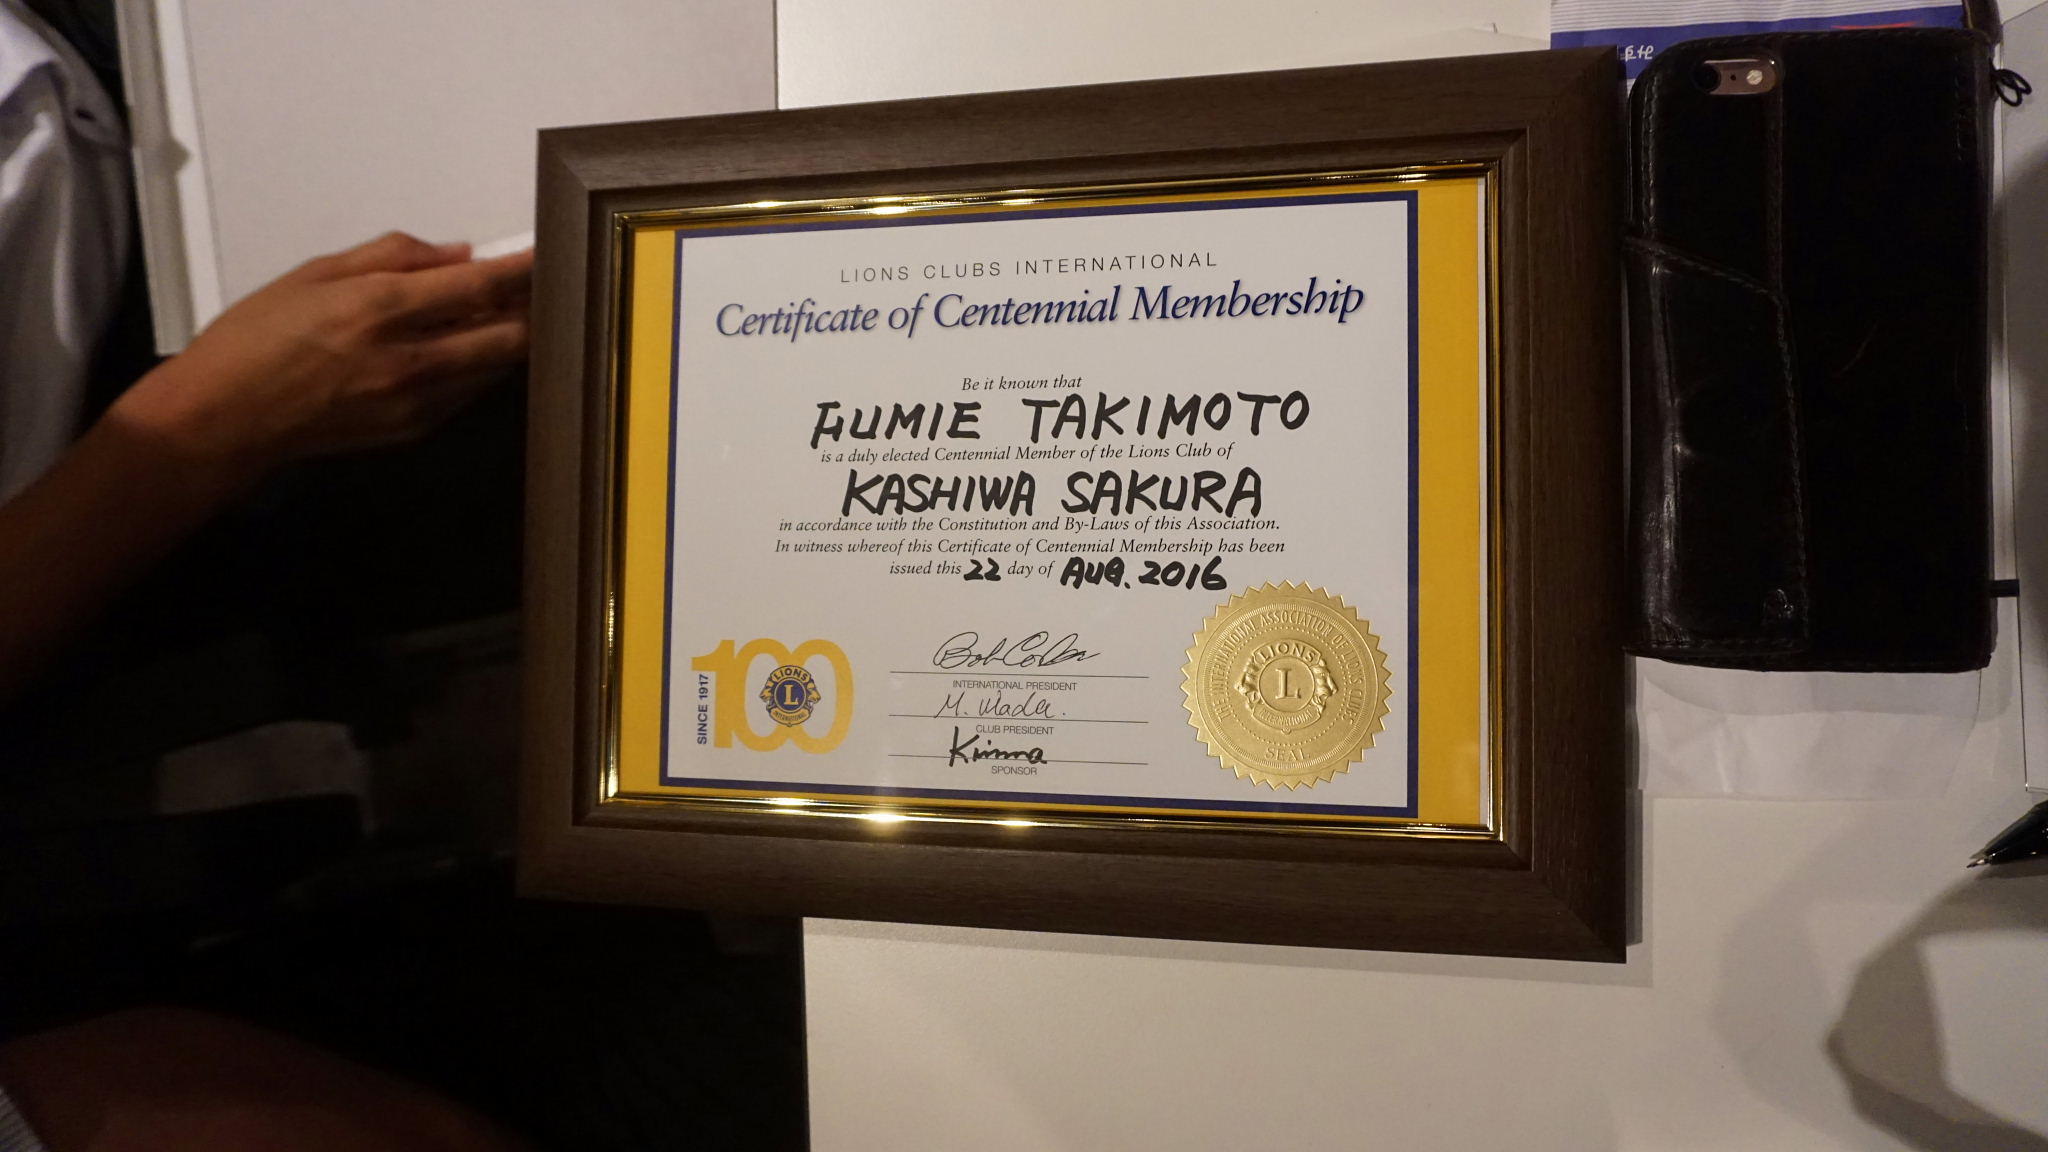 LIONS CLUBS INTERNATIONAL
Certificate of Centennial Membership
Be it known that
FUMIE TAKIMOTO
is a duly elected Centennial Member of the Lions Club of
KASHIWA SAKURA
in accordance with the Constitution and By-Laws of this Association.
In witness whereof this Certificate of Centennial Membership has been
issued this 22 day of AUG. 2016
SINCE 1917
100
LIONS
L
INTERNATIONAL
INTERNATIONAL PRESIDENT
CLUB PRESIDENT
SPONSOR
THE INTERNATIONAL ASSOCIATION OF LIONS CLUBS
LIONS
L
INTERNATIONAL
SEAL